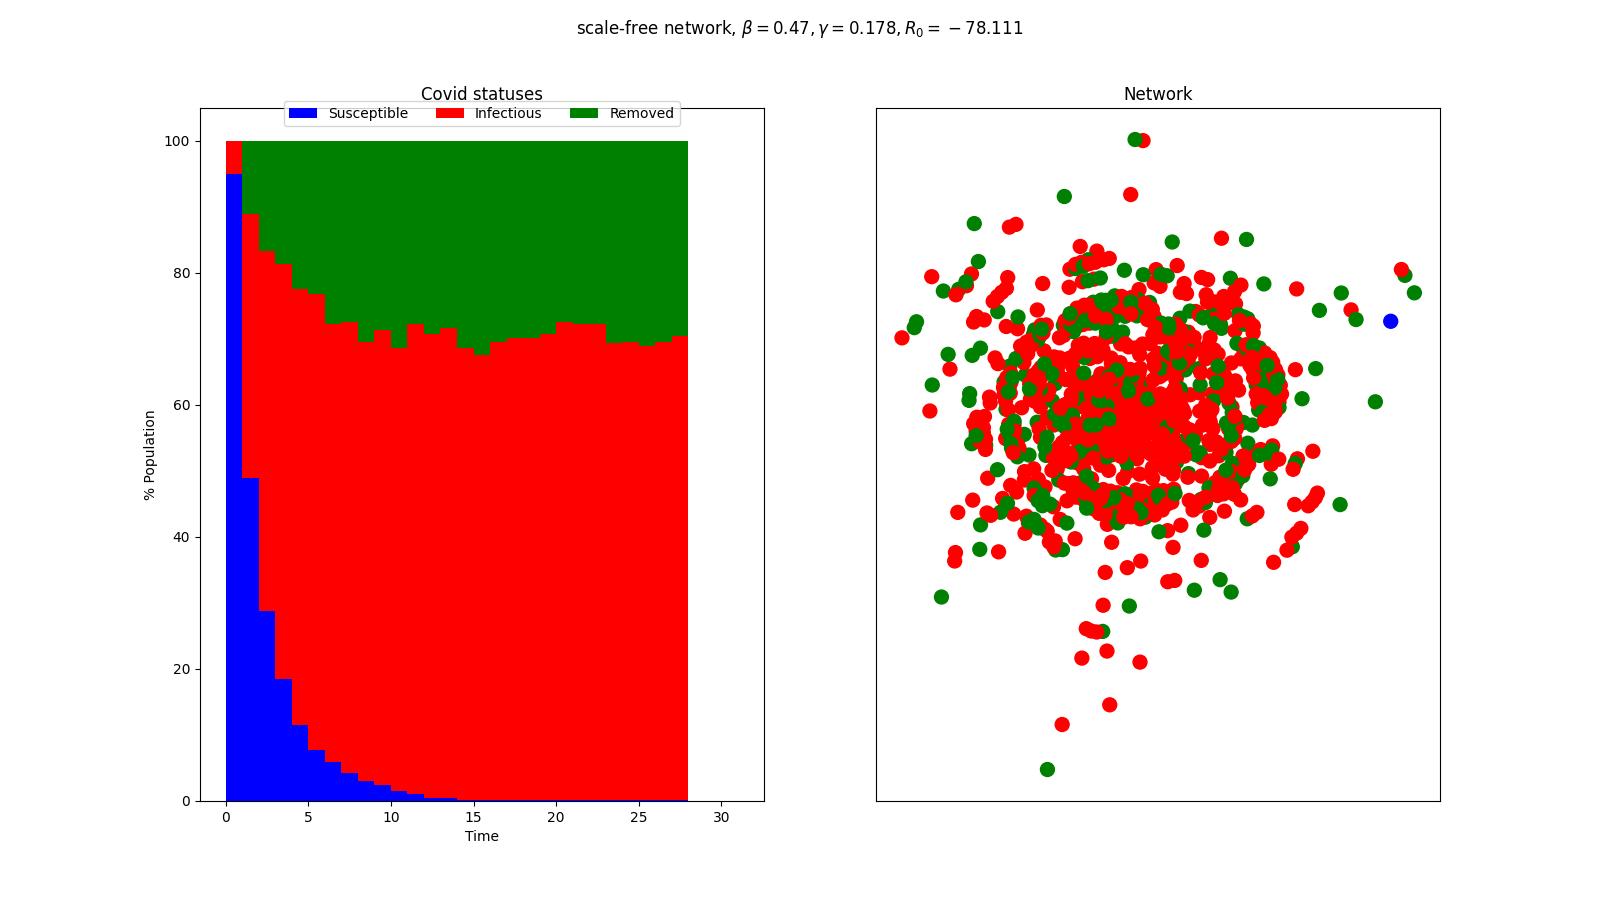 scale-free network, β = 0.47, γ = 0.178, R₀ = − 78.111
Covid statuses
Susceptible Infectious Removed
100
80
60
40
20
0
% Population
0 5 10 15 20 25 30
Time
Network